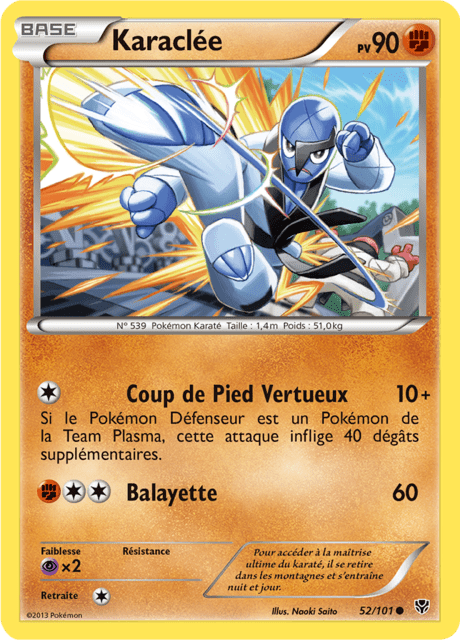 BASE
Karaclée
PV 90
N° 539 Pokémon Karaté Taille : 1,4m Poids : 51,0kg
Coup de Pied Vertueux 10+
Si le Pokémon Défenseur est un Pokémon de
la Team Plasma, cette attaque inflige 40 dégâts
supplémentaires.
Balayette 60
Faiblesse
×2
Résistance
Retraite
Pour accéder à la maîtrise
ultime du karaté, il se retire
dans les montagnes et s'entraîne
nuit et jour.
©2013 Pokémon
Illus. Naoki Saito
52/101